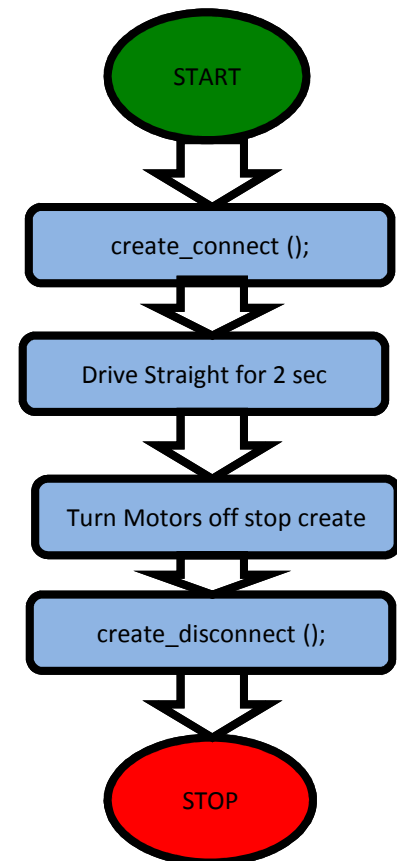 START
create_connect ();
Drive Straight for 2 sec
Turn Motors off stop create
create_disconnect ();
STOP